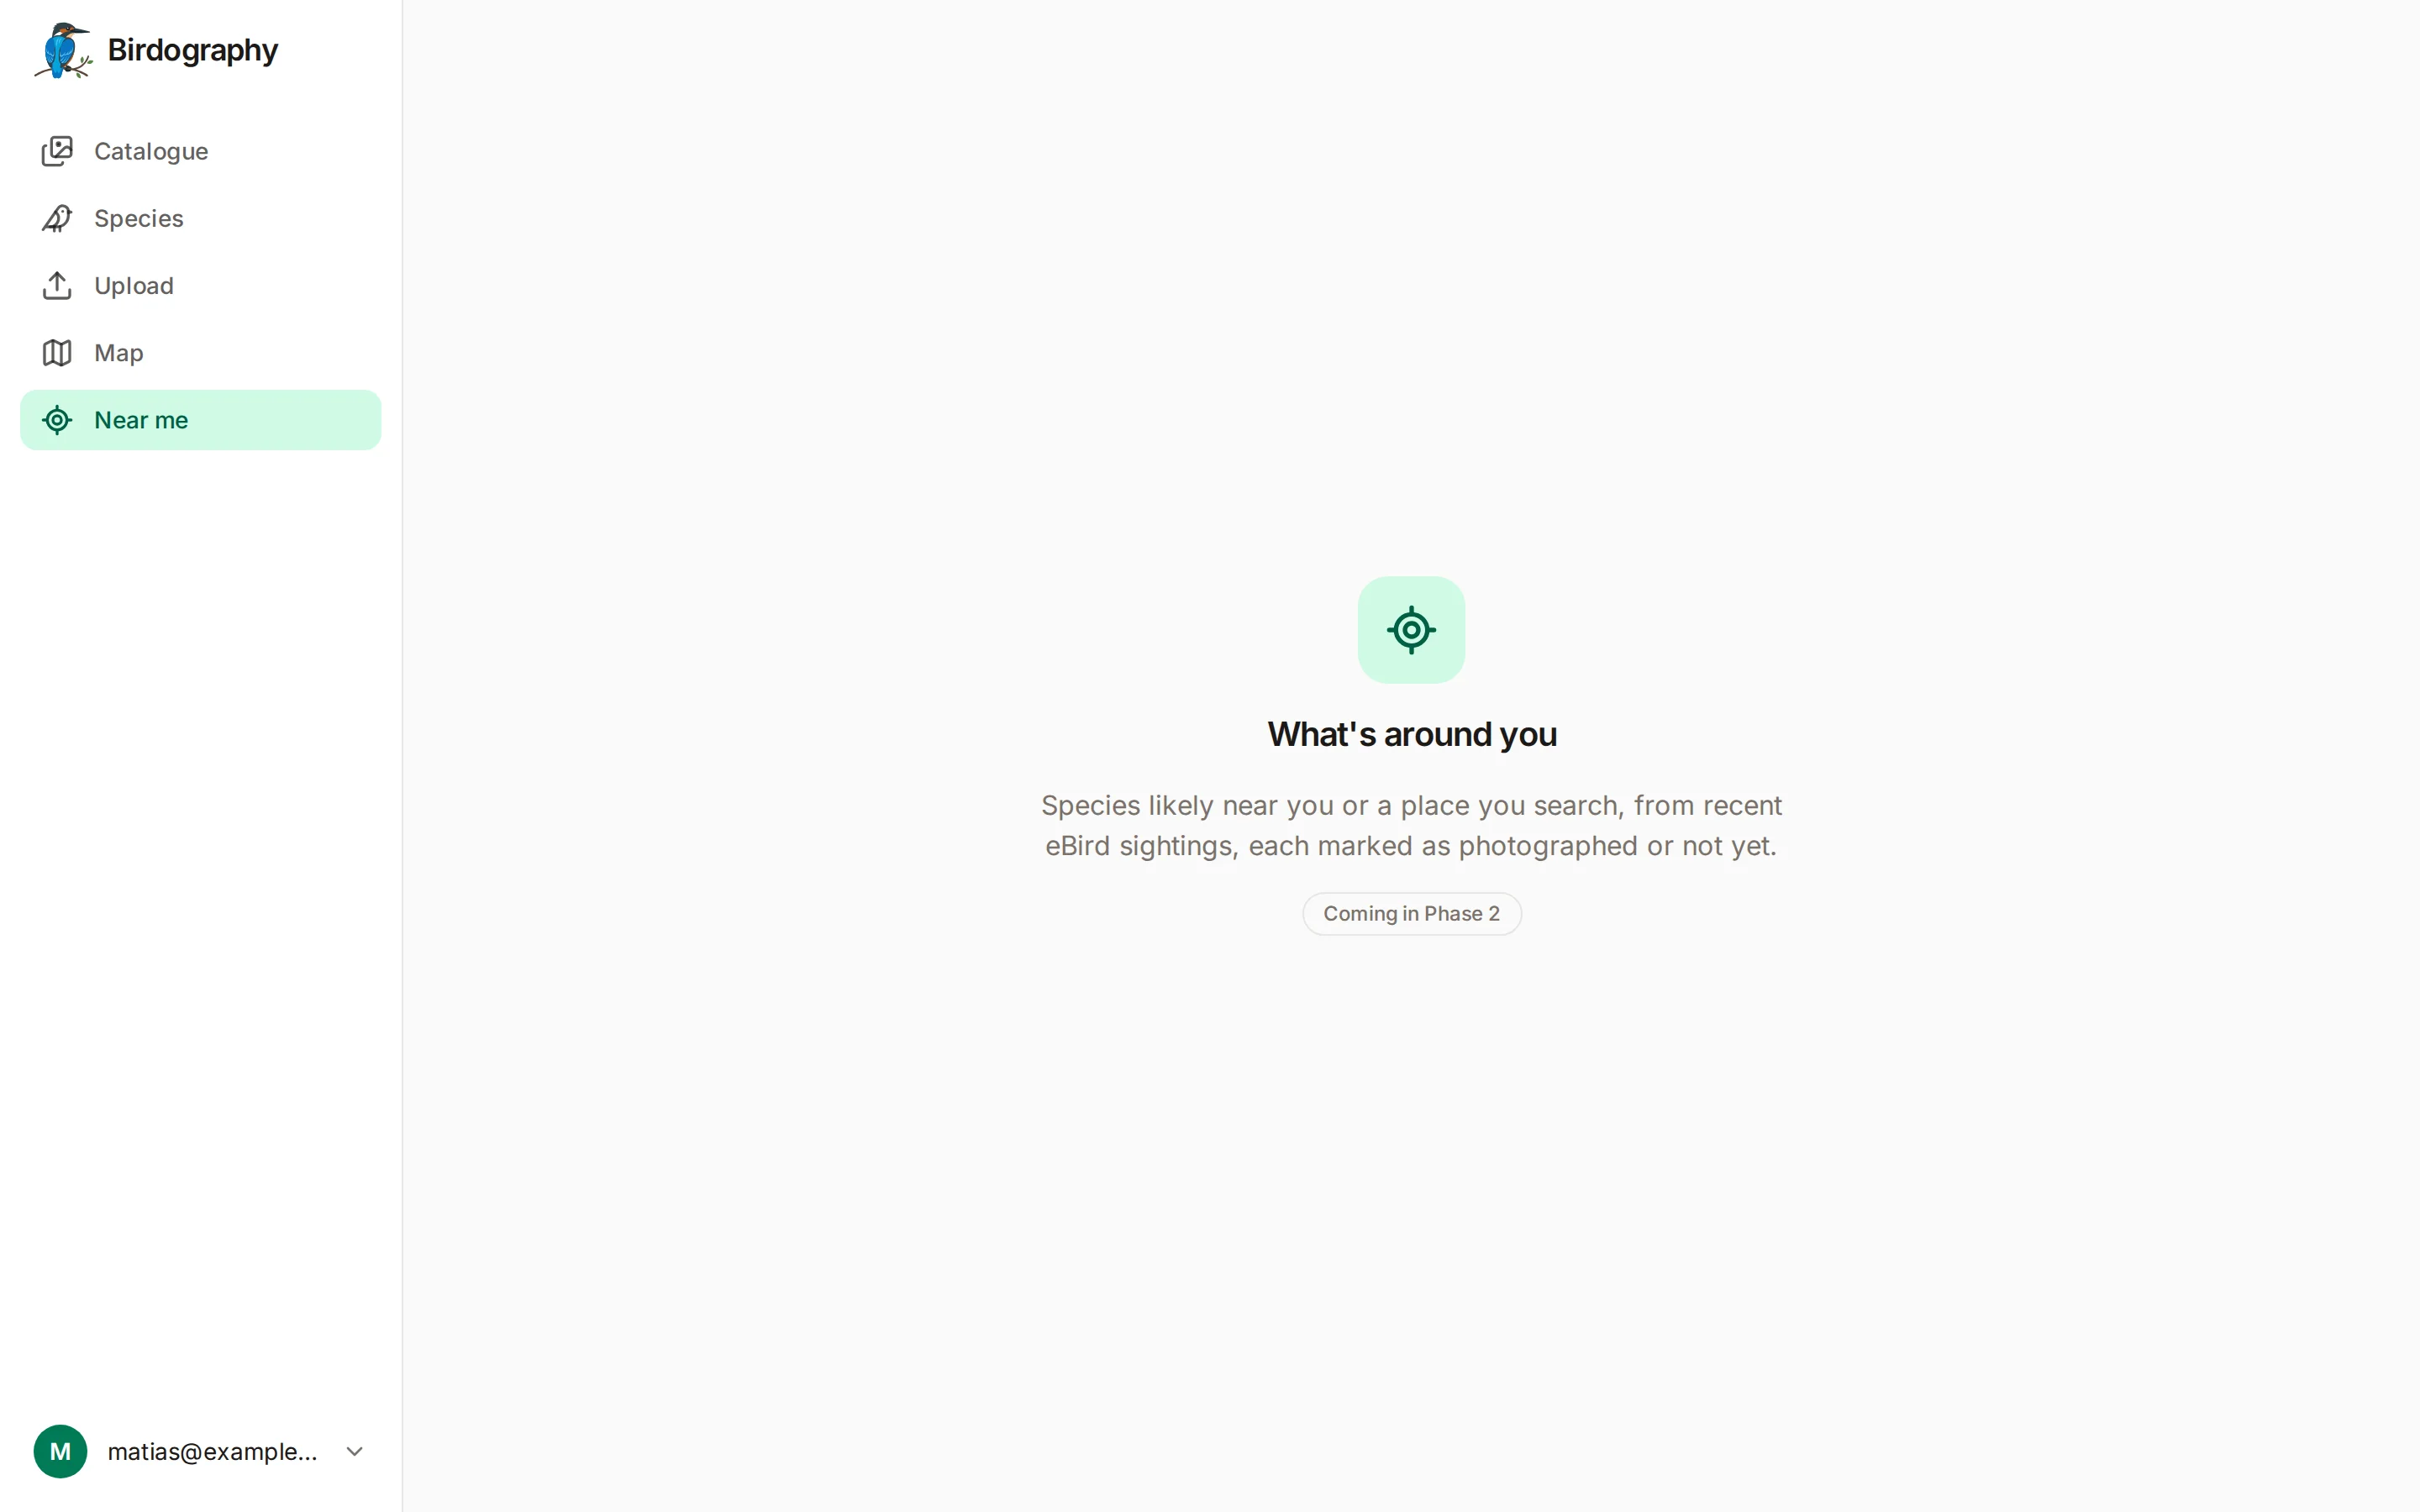 Birdography
Catalogue
Species
Upload
Map
Near me
What's around you
Species likely near you or a place you search, from recent
eBird sightings, each marked as photographed or not yet.
Coming in Phase 2
M
matias@example...